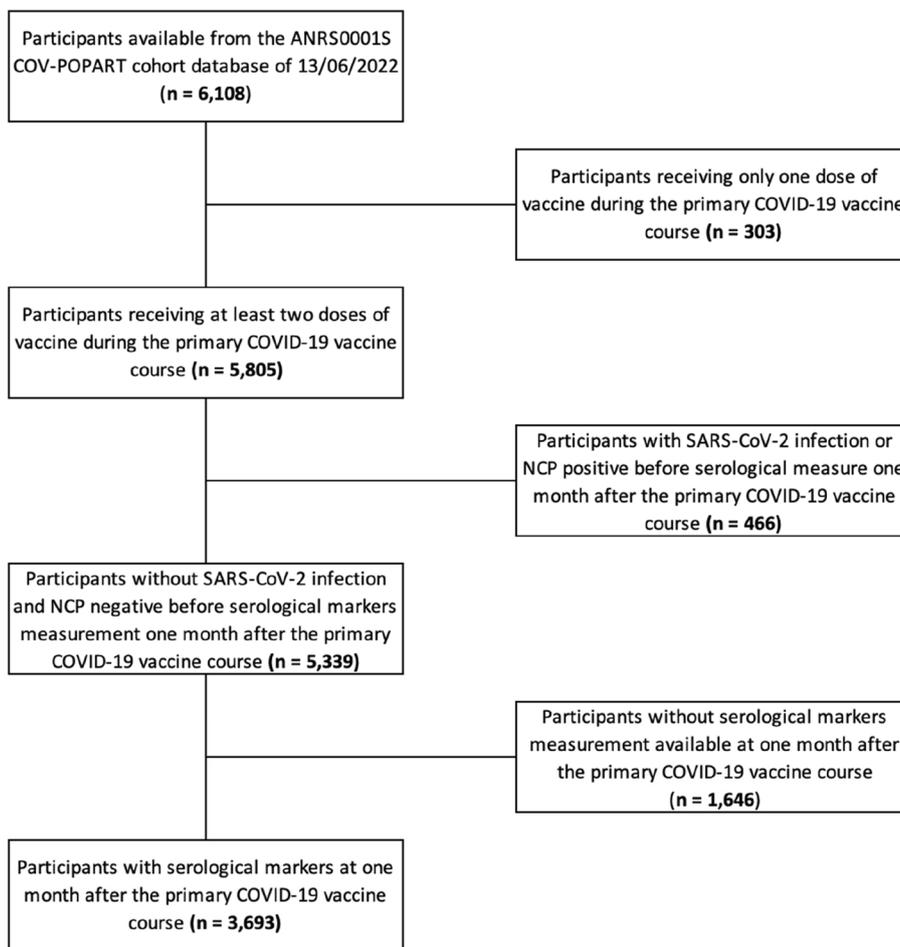 Participants available from the ANRS0001S
COV-POPART cohort database of 13/06/2022
(n = 6,108)
Participants receiving only one dose of
vaccine during the primary COVID-19 vaccine
course (n = 303)
Participants receiving at least two doses of
vaccine during the primary COVID-19 vaccine
course (n = 5,805)
Participants with SARS-CoV-2 infection or
NCP positive before serological measure one
month after the primary COVID-19 vaccine
course (n = 466)
Participants without SARS-CoV-2 infection
and NCP negative before serological markers
measurement one month after the primary
COVID-19 vaccine course (n = 5,339)
Participants without serological markers
measurement available at one month after
the primary COVID-19 vaccine course
(n = 1,646)
Participants with serological markers at one
month after the primary COVID-19 vaccine
course (n = 3,693)